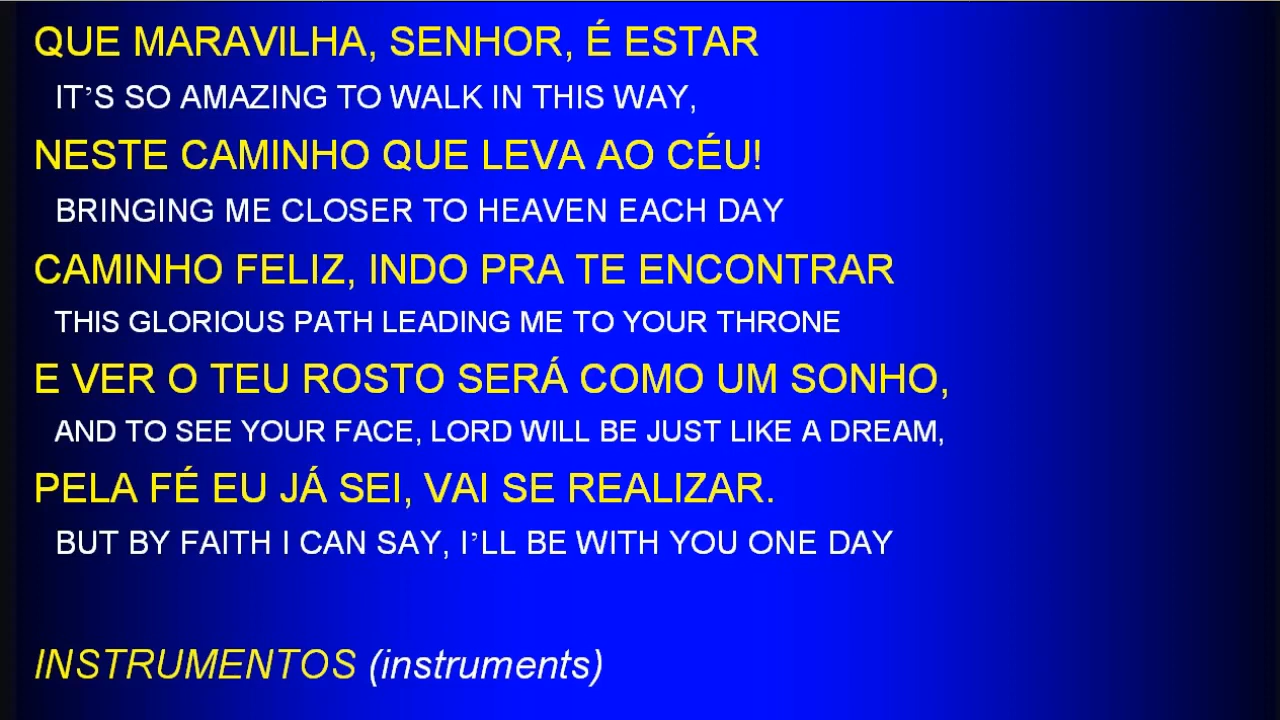 QUE MARAVILHA, SENHOR, É ESTAR
IT’S SO AMAZING TO WALK IN THIS WAY,
NESTE CAMINHO QUE LEVA AO CÉU!
BRINGING ME CLOSER TO HEAVEN EACH DAY
CAMINHO FELIZ, INDO PRA TE ENCONTRAR
THIS GLORIOUS PATH LEADING ME TO YOUR THRONE
E VER O TEU ROSTO SERÁ COMO UM SONHO,
AND TO SEE YOUR FACE, LORD WILL BE JUST LIKE A DREAM,
PELA FÉ EU JÁ SEI, VAI SE REALIZAR.
BUT BY FAITH I CAN SAY, I’LL BE WITH YOU ONE DAY
INSTRUMENTOS (instruments)